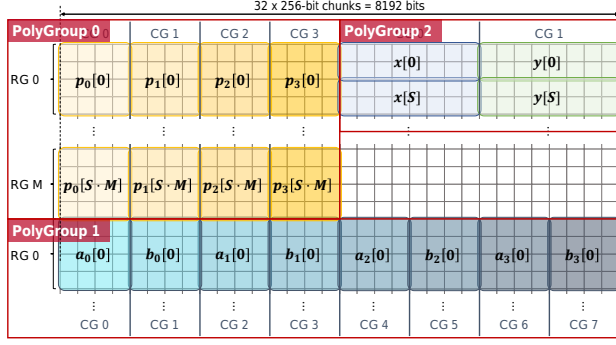 32 x 256-bit chunks = 8192 bits
PolyGroup 0
CG 1
CG 2
CG 3
PolyGroup 2
CG 1
RG 0
p₀[0]
p₁[0]
p₂[0]
p₃[0]
x[0]
y[0]
x[S]
y[S]
⋮ ⋮ ⋮ ⋮ ⋮ ⋮
RG M
p₀[S · M]
p₁[S · M]
p₂[S · M]
p₃[S · M]
PolyGroup 1
RG 0
a₀[0]
b₀[0]
a₁[0]
b₁[0]
a₂[0]
b₂[0]
a₃[0]
b₃[0]
⋮ ⋮ ⋮ ⋮ ⋮ ⋮ ⋮ ⋮
CG 0
CG 1
CG 2
CG 3
CG 4
CG 5
CG 6
CG 7